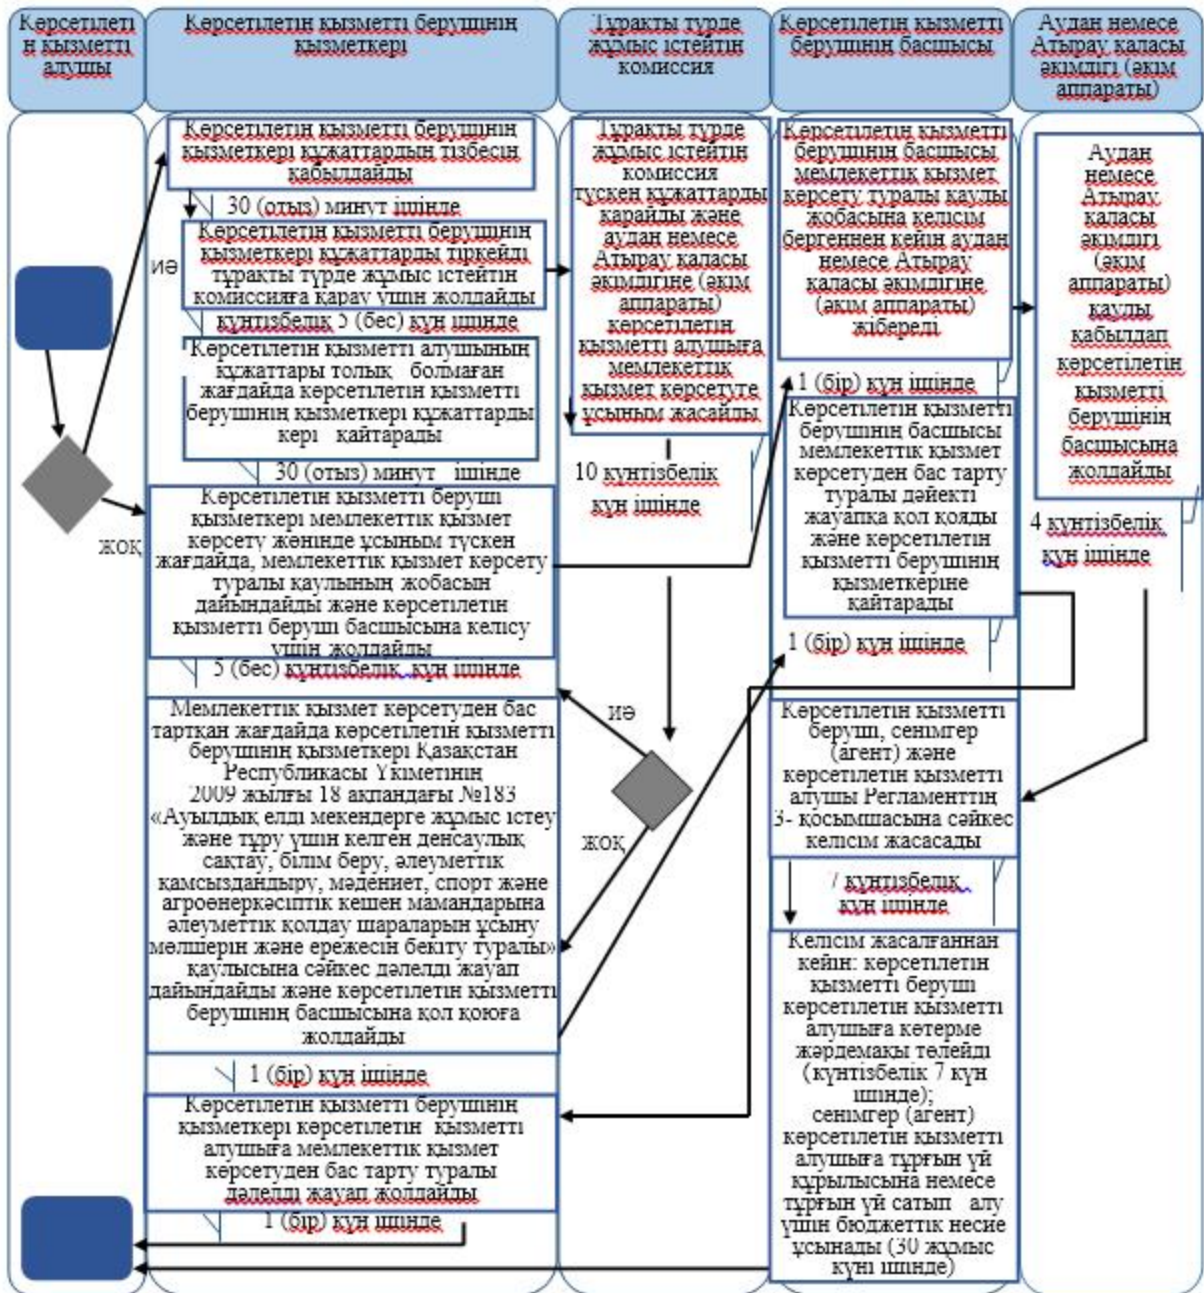 Көрсетілеті
н қызметті
алушы
Көрсетілетін қызметті берушінің
қызметкері
Тұрақты түрде
жұмыс істейтін
комиссия
Көрсетілетін қызметті
берушінің басшысы
Аудан немесе
Атырау қаласы
әкімдігі (әкім
аппараты)
Көрсетілетін қызметті берушінің
қызметкері құжаттардың тізбесін
қабылдайды
30 (отыз) минут ішінде
иә
Көрсетілетін қызметті берушінің
қызметкері құжаттарды тіркейді
тұрақты түрде жұмыс істейтін
комиссияға қарау үшін жолдайды
күнтізбелік 5 (бес) күн ішінде
Көрсетілетін қызметті алушының
құжаттары толық болмаған
жағдайда көрсетілетін қызметті
берушінің қызметкері құжаттарды
кері қайтарады
30 (отыз) минут ішінде
жоқ
Көрсетілетін қызметті беруші
қызметкері мемлекеттік қызмет
көрсету жөнінде ұсыным түскен
жағдайда, мемлекеттік қызмет көрсету
туралы қаулының жобасын
дайындайды және көрсетілетін
қызметті беруші басшысына келісу
үшін жолдайды
5 (бес) күнтізбелік күн ішінде
Мемлекеттік қызмет көрсетуден бас
тартқан жағдайда көрсетілетін қызметті
берушінің қызметкері Қазақстан
Республикасы Үкіметінің
2009 жылғы 18 ақпандағы №183
«Ауылдық елді мекендерге жұмыс істеу
және тұру үшін келген денсаулық
сақтау, білім беру, әлеуметтік
қамсыздандыру, мәдениет, спорт және
агроөнеркәсіптік кешен мамандарына
әлеуметтік қолдау шараларын ұсыну
мөлшерін және ережесін бекіту туралы»
қаулысына сәйкес дәлелді жауап
дайындайды және көрсетілетін қызметті
берушінің басшысына қол қоюға
жолдайды
1 (бір) күн ішінде
Көрсетілетін қызметті берушінің
қызметкері көрсетілетін қызметті
алушыға мемлекеттік қызмет
көрсетуден бас тарту туралы
дәлелді жауап жолдайды
1 (бір) күн ішінде
Тұрақты түрде
жұмыс істейтін
комиссия
түскен құжаттарды
қарайды және
аудан немесе
Атырау қаласы
әкімдігіне (әкім
аппараты)
көрсетілетін
қызметті алушыға
мемлекеттік
қызмет көрсетуге
ұсыным жасайды
10 күнтізбелік
күн ішінде
иә
жоқ
Көрсетілетін қызметті
берушінің басшысы
мемлекеттік қызмет
көрсету туралы қаулы
жобасына келісім
бергеннен кейін аудан
немесе Атырау
қаласы әкімдігіне
(әкім аппараты)
жібереді
1 (бір) күн ішінде
Көрсетілетін қызметті
берушінің басшысы
мемлекеттік қызмет
көрсетуден бас тарту
туралы дәйекті
жауапқа қол қояды
және көрсетілетін
қызметті берушінің
қызметкеріне
қайтарады
1 (бір) күн ішінде
Көрсетілетін қызметті
беруші, сенімгер
(агент) және
көрсетілетін қызметті
алушы Регламенттің
3- қосымшасына сәйкес
келісім жасасады
7 күнтізбелік
күн ішінде
Келісім жасалғаннан
кейін: көрсетілетін
қызметті беруші
көрсетілетін қызметті
алушыға көтерме
жәрдемақы төлейді
(күнтізбелік 7 күн
ішінде);
сенімгер (агент)
көрсетілетін қызметті
алушыға тұрғын үй
құрылысына немесе
тұрғын үй сатып алу
үшін бюджеттік несие
ұсынады (30 жұмыс
күні ішінде)
Аудан
немесе
Атырау
қаласы
әкімдігі
(әкім
аппараты)
қаулы
қабылдап
көрсетілетін
қызметті
берушінің
басшысына
жолдайды
4 күнтізбелік
күн ішінде